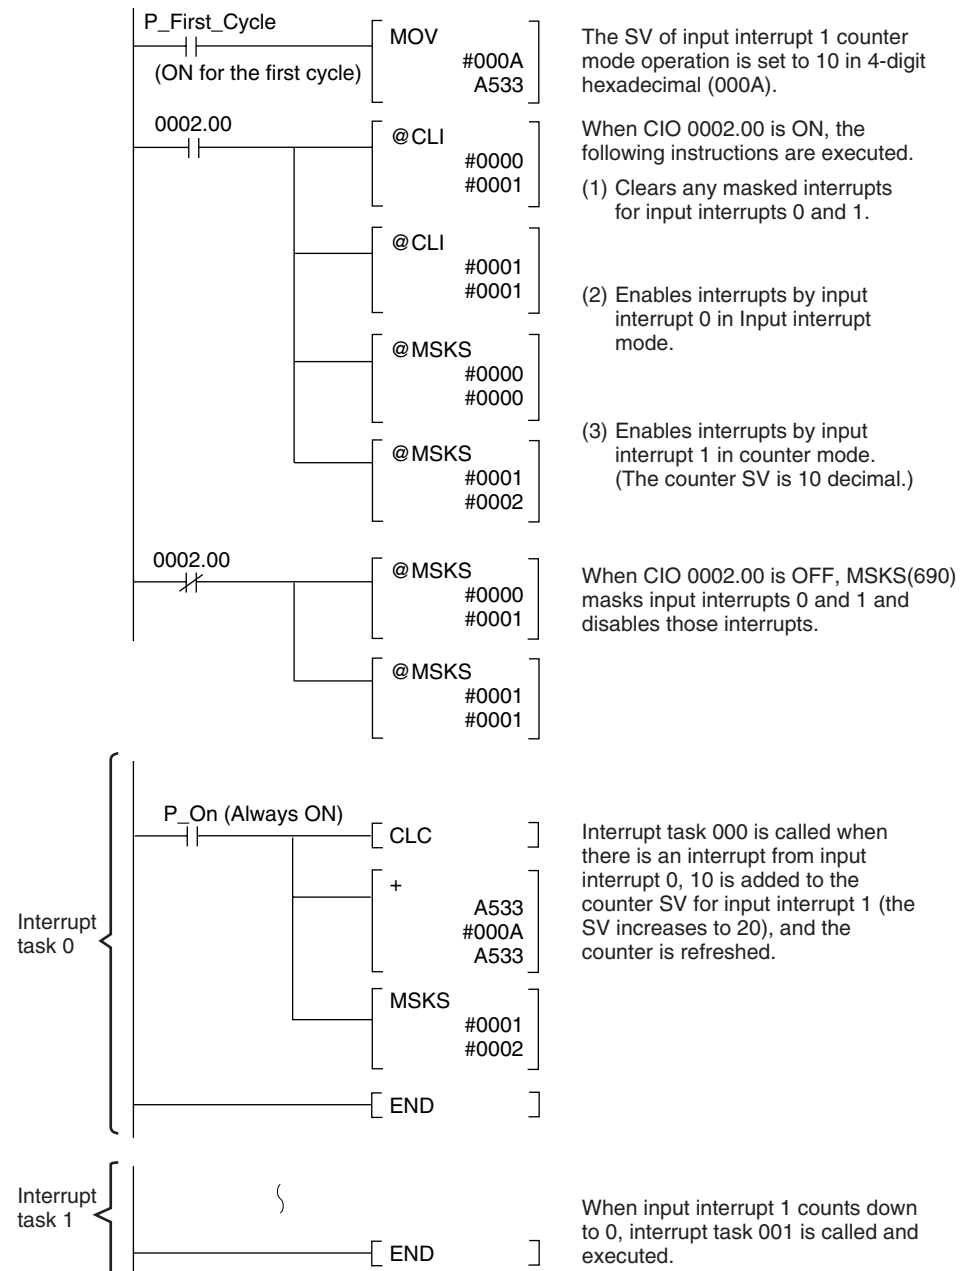 P_First_Cycle
(ON for the first cycle)
MOV
#000A
A533
The SV of input interrupt 1 counter
mode operation is set to 10 in 4-digit
hexadecimal (000A).
0002.00
@CLI
#0000
#0001
When CIO 0002.00 is ON, the
following instructions are executed.
(1) Clears any masked interrupts
for input interrupts 0 and 1.
@CLI
#0001
#0001
(2) Enables interrupts by input
interrupt 0 in Input interrupt
mode.
@MSKS
#0000
#0000
(3) Enables interrupts by input
interrupt 1 in counter mode.
(The counter SV is 10 decimal.)
@MSKS
#0001
#0002
0002.00
@MSKS
#0000
#0001
When CIO 0002.00 is OFF, MSKS(690)
masks input interrupts 0 and 1 and
disables those interrupts.
@MSKS
#0001
#0001
Interrupt
task 0
P_On (Always ON)
CLC
+
A533
#000A
A533
MSKS
#0001
#0002
END
Interrupt task 000 is called when
there is an interrupt from input
interrupt 0, 10 is added to the
counter SV for input interrupt 1 (the
SV increases to 20), and the
counter is refreshed.
Interrupt
task 1
END
When input interrupt 1 counts down
to 0, interrupt task 001 is called and
executed.